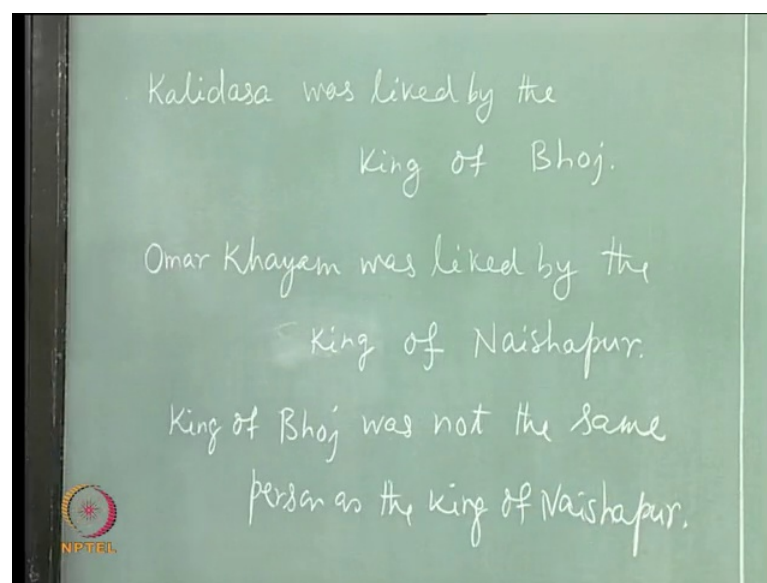 Kalidasa was liked by the
King of Bhoj.
Omar Khayam was liked by the
King of Naishapur.
King of Bhoj was not the same
person as the King of Naishapur.
NPTEL